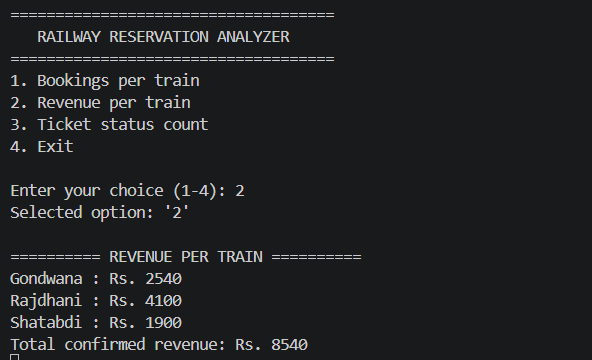 ====================================
RAILWAY RESERVATION ANALYZER
====================================
1. Bookings per train
2. Revenue per train
3. Ticket status count
4. Exit
Enter your choice (1-4): 2
Selected option: '2'
========== REVENUE PER TRAIN ==========
Gondwana : Rs. 2540
Rajdhani : Rs. 4100
Shatabdi : Rs. 1900
Total confirmed revenue: Rs. 8540